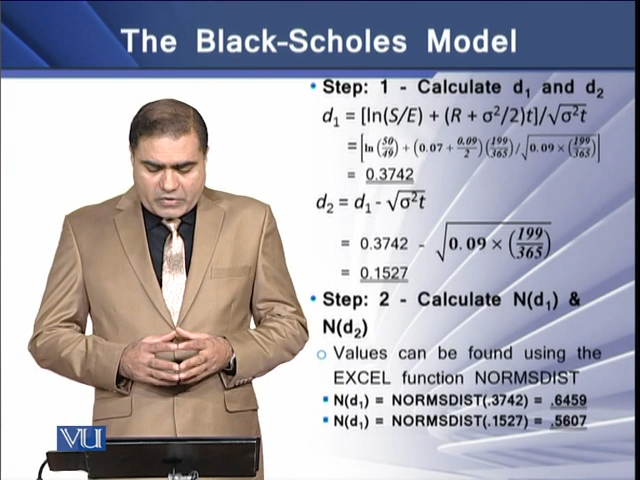 The Black-Scholes Model
• Step: 1 - Calculate d₁ and d₂
d₁ = [ln(S/E) + (R + σ²/2)t]/√σ²t
= [ln (50/49) + (0.07 + 0.09/2)(199/365)/√0.09 × (199/365)]
= 0.3742
d₂ = d₁ - √σ²t
= 0.3742 - √0.09 × (199/365)
= 0.1527
• Step: 2 - Calculate N(d₁) &
N(d₂)
○ Values can be found using the
EXCEL function NORMSDIST
▪ N(d₁) = NORMSDIST(.3742) = .6459
▪ N(d₁) = NORMSDIST(.1527) = .5607
VU